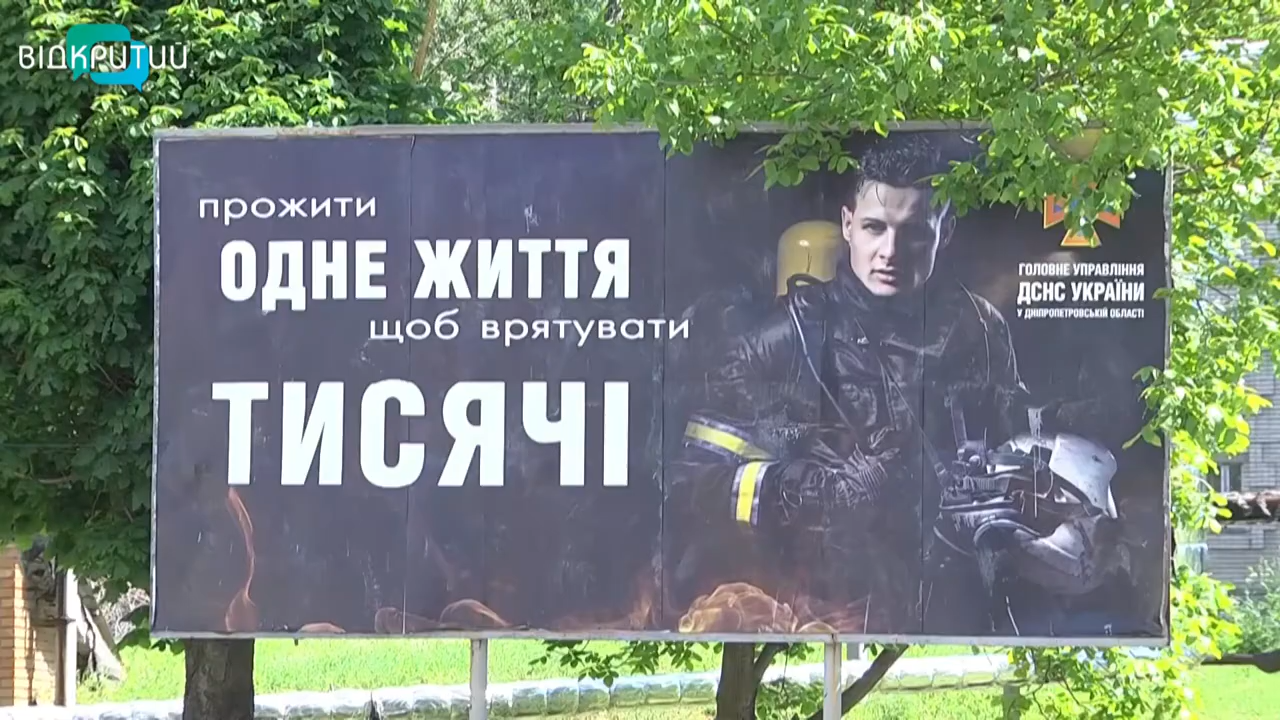 ВІДКРИТИЙ
прожити
ОДНЕ ЖИТТЯ
щоб врятувати
ТИСЯЧІ
ГОЛОВНЕ УПРАВЛІННЯ
ДСНС УКРАЇНИ
У ДНІПРОПЕТРОВСЬКІЙ ОБЛАСТІ